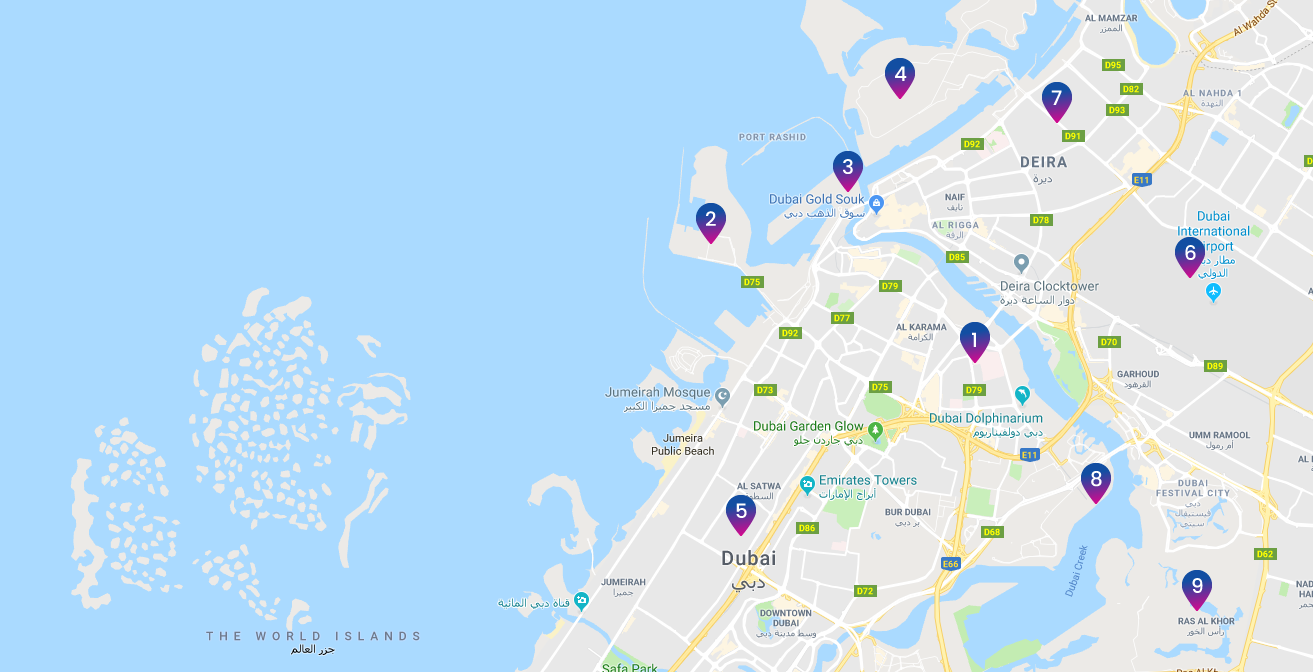 AL MAMZAR
الممزر
Al Wahda St
D95
D82
D93
4
7
AL NAHDA 1
النهدة
D91
PORT RASHID
D92
DEIRA
ديرة
3
E11
Dubai Gold Souk
سوق الذهب دبي
NAIF
نايف
2
AL RIGGA
الرقة
D78
Dubai
International
Airport
مطار دبي
الدولي
6
D85
D75
D79
Deira Clocktower
دوار الساعة ديرة
D77
D92
AL KARAMA
الكرامة
1
D70
D89
GARHOUD
القرهود
Jumeirah Mosque
مسجد جميرا الكبير
D73
D75
D79
Dubai Dolphinarium
دبي دولفيناريوم
Dubai Garden Glow
دبي جاردن جلو
Jumeira
Public Beach
UMM RAMOOL
أم رمول
E11
8
AL SATWA
السطوة
Emirates Towers
أبراج الإمارات
DUBAI
FESTIVAL CITY
فيستيفال
سيتي
5
BUR DUBAI
بر دبي
D86
D68
Dubai
دبي
E66
D62
Dubai Creek
JUMEIRAH
جميرا
قناة دبي المائية
D72
9
DOWNTOWN
DUBAI
وسط مدينة دبي
RAS AL KHOR
راس الخور
THE WORLD ISLANDS
جزر العالم
Safa Park